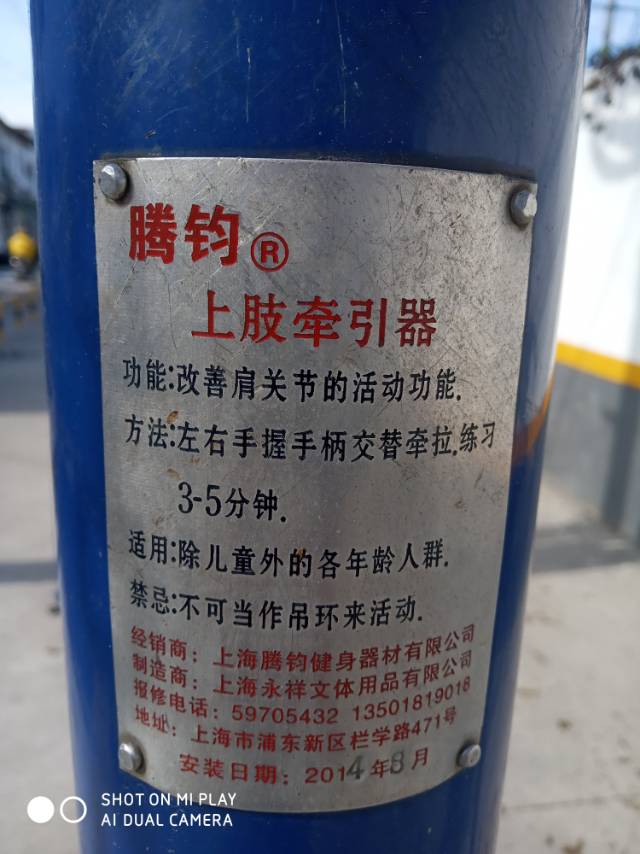 腾钧®
上肢牵引器
功能:改善肩关节的活动功能.
方法:左右手握手柄交替牵拉.练习
3-5分钟.
适用:除儿童外的各年龄人群.
禁忌:不可当作吊环来活动.
经销商：上海腾钧健身器材有限公司
制造商：上海永祥文体用品有限公司
报修电话：59705432 13501819018
地址：上海市浦东新区栏学路471号
安装日期：2014年8月
SHOT ON MI PLAY
AI DUAL CAMERA